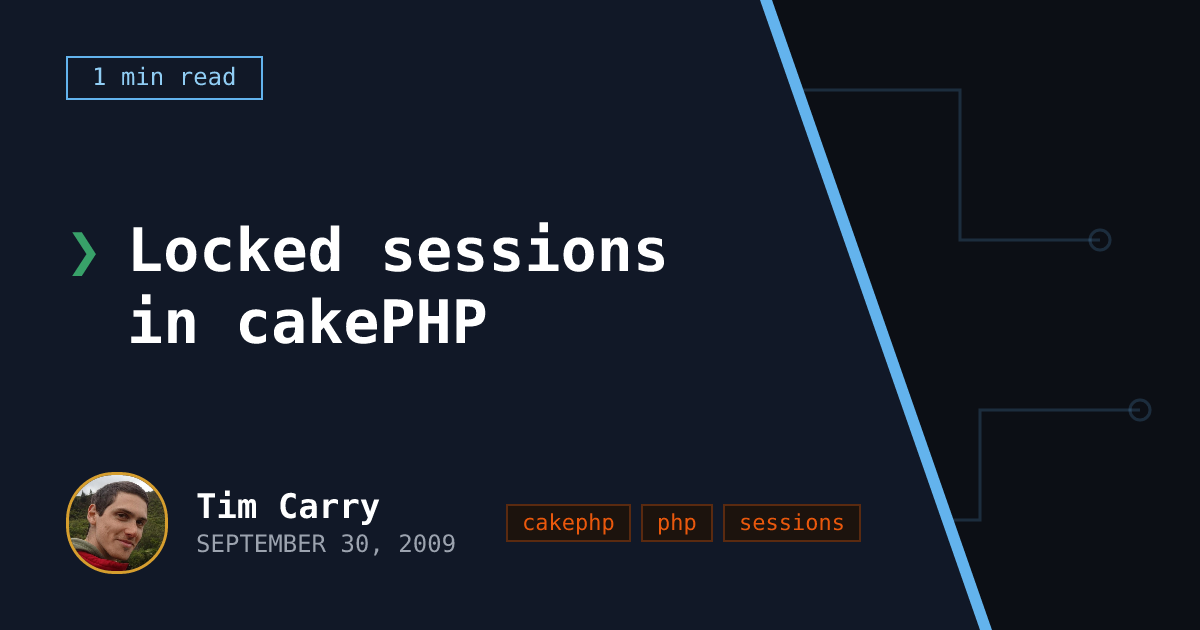 1 min read
❯ Locked sessions
in cakePHP
Tim Carry
SEPTEMBER 30, 2009
cakephp php sessions